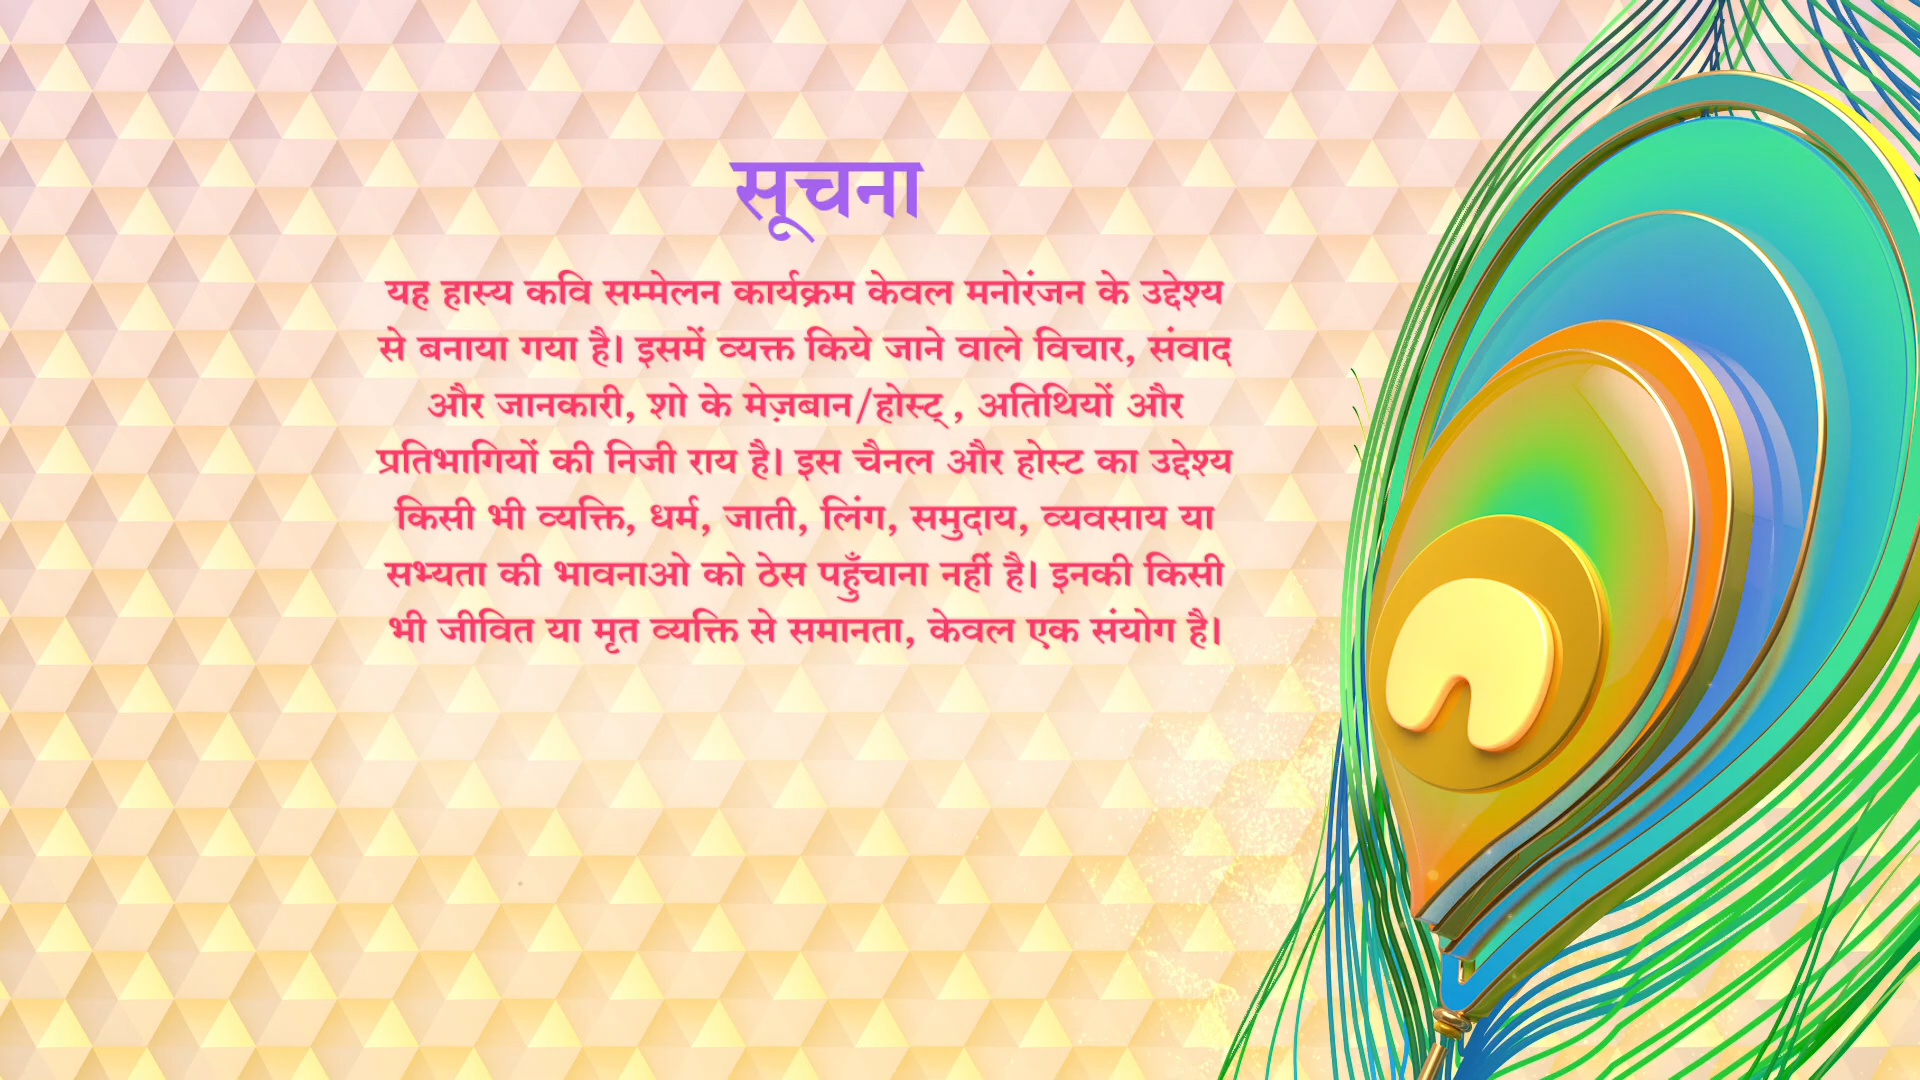 सूचना
यह हास्य कवि सम्मेलन कार्यक्रम केवल मनोरंजन के उद्देश्य
से बनाया गया है। इसमें व्यक्त किये जाने वाले विचार, संवाद
और जानकारी, शो के मेज़बान/होस्ट् , अतिथियों और
प्रतिभागियों की निजी राय है। इस चैनल और होस्ट का उद्देश्य
किसी भी व्यक्ति, धर्म, जाती, लिंग, समुदाय, व्यवसाय या
सभ्यता की भावनाओ को ठेस पहुँचाना नहीं है। इनकी किसी
भी जीवित या मृत व्यक्ति से समानता, केवल एक संयोग है।